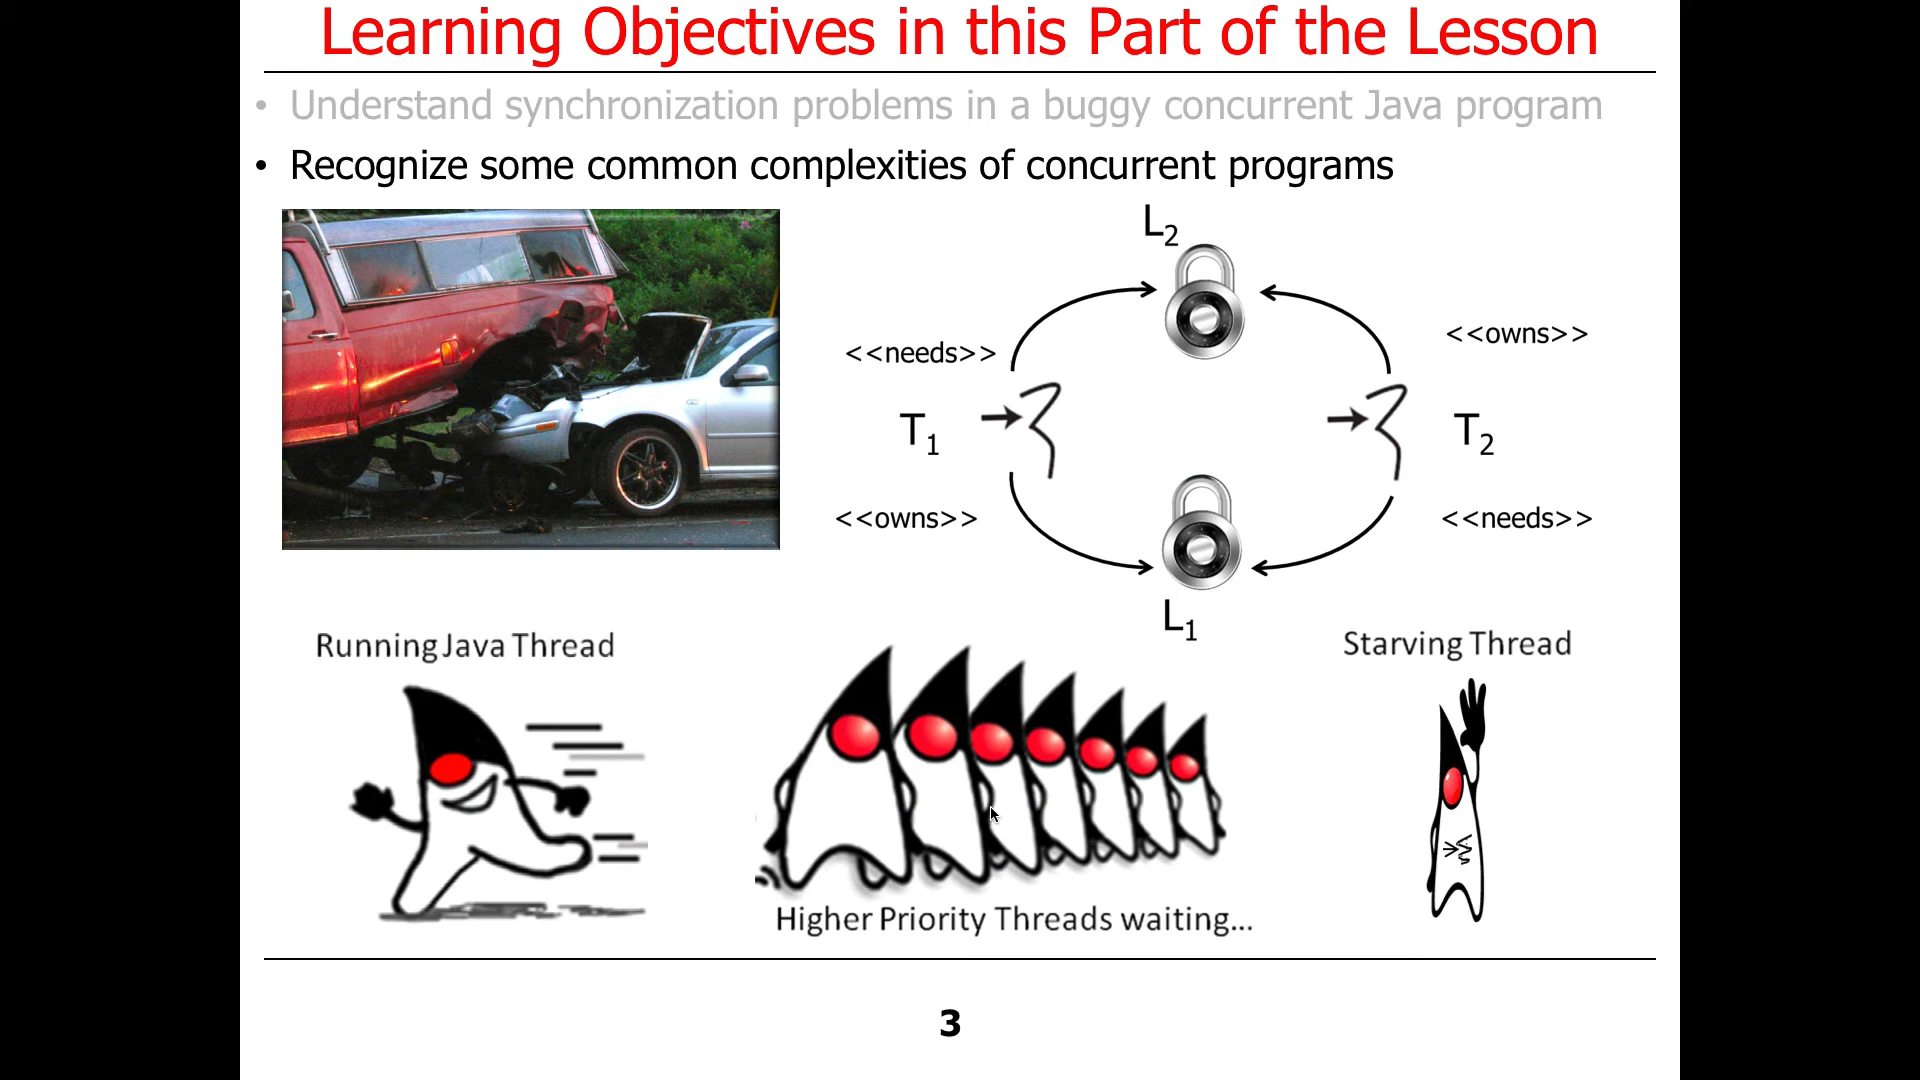 Learning Objectives in this Part of the Lesson
• Understand synchronization problems in a buggy concurrent Java program
• Recognize some common complexities of concurrent programs
L2
<<needs>>
<<owns>>
T1
T2
<<owns>>
<<needs>>
L1
Running Java Thread
Starving Thread
Higher Priority Threads waiting...
3